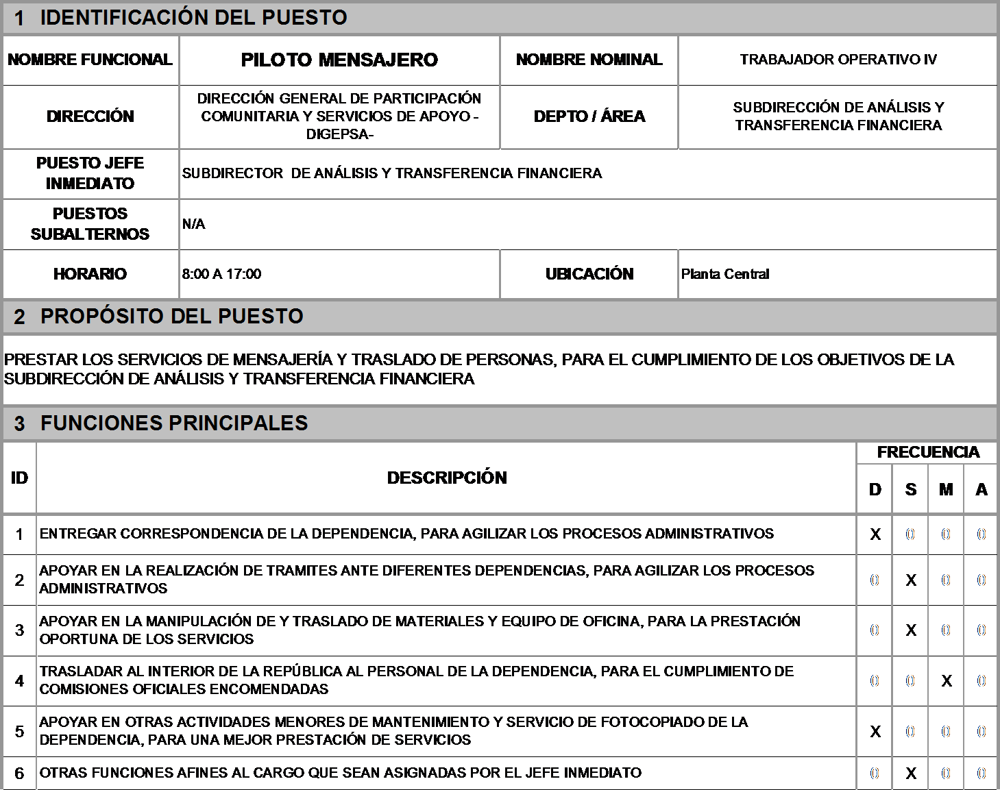 1 IDENTIFICACIÓN DEL PUESTO
NOMBRE FUNCIONAL PILOTO MENSAJERO NOMBRE NOMINAL TRABAJADOR OPERATIVO IV
DIRECCIÓN
DIRECCIÓN GENERAL DE PARTICIPACIÓN
COMUNITARIA Y SERVICIOS DE APOYO -
DIGEPSA-
DEPTO / ÁREA
SUBDIRECCIÓN DE ANÁLISIS Y
TRANSFERENCIA FINANCIERA
PUESTO JEFE
INMEDIATO
SUBDIRECTOR DE ANÁLISIS Y TRANSFERENCIA FINANCIERA
PUESTOS
SUBALTERNOS
N/A
HORARIO 8:00 A 17:00 UBICACIÓN Planta Central
2 PROPÓSITO DEL PUESTO
PRESTAR LOS SERVICIOS DE MENSAJERÍA Y TRASLADO DE PERSONAS, PARA EL CUMPLIMIENTO DE LOS OBJETIVOS DE LA
SUBDIRECCIÓN DE ANÁLISIS Y TRANSFERENCIA FINANCIERA
3 FUNCIONES PRINCIPALES
ID DESCRIPCIÓN FRECUENCIA
D S M A
1 ENTREGAR CORRESPONDENCIA DE LA DEPENDENCIA, PARA AGILIZAR LOS PROCESOS ADMINISTRATIVOS X 0 0 0
2 APOYAR EN LA REALIZACIÓN DE TRAMITES ANTE DIFERENTES DEPENDENCIAS, PARA AGILIZAR LOS PROCESOS
ADMINISTRATIVOS 0 X 0 0
3 APOYAR EN LA MANIPULACIÓN DE Y TRASLADO DE MATERIALES Y EQUIPO DE OFICINA, PARA LA PRESTACIÓN
OPORTUNA DE LOS SERVICIOS 0 X 0 0
4 TRASLADAR AL INTERIOR DE LA REPÚBLICA AL PERSONAL DE LA DEPENDENCIA, PARA EL CUMPLIMIENTO DE
COMISIONES OFICIALES ENCOMENDADAS 0 0 X 0
5 APOYAR EN OTRAS ACTIVIDADES MENORES DE MANTENIMIENTO Y SERVICIO DE FOTOCOPIADO DE LA
DEPENDENCIA, PARA UNA MEJOR PRESTACIÓN DE SERVICIOS X 0 0 0
6 OTRAS FUNCIONES AFINES AL CARGO QUE SEAN ASIGNADAS POR EL JEFE INMEDIATO 0 X 0 0